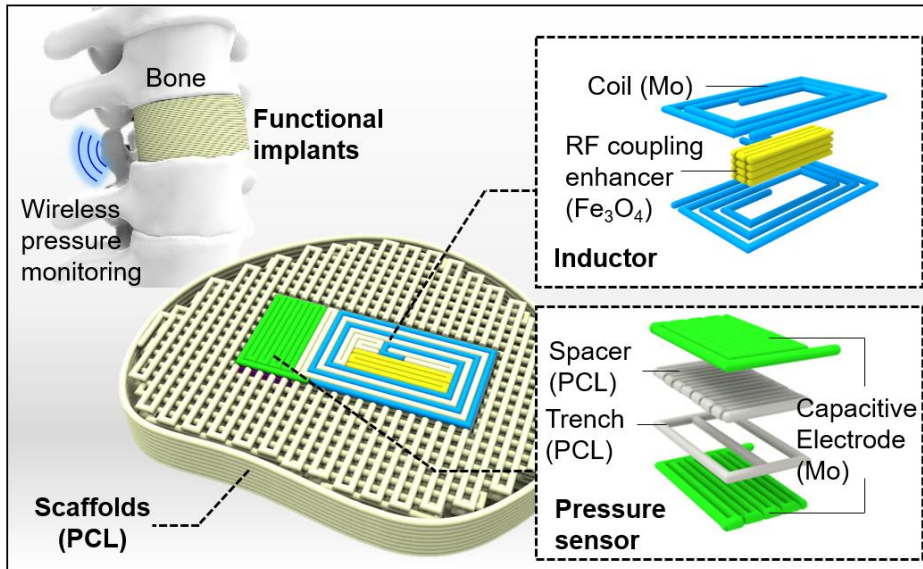 Bone
Functional
implants
Wireless
pressure
monitoring
Scaffolds
(PCL)
Coil (Mo)
RF coupling
enhancer
(Fe₃O₄)
Inductor
Spacer
(PCL)
Trench
(PCL)
Capacitive
Electrode
(Mo)
Pressure
sensor